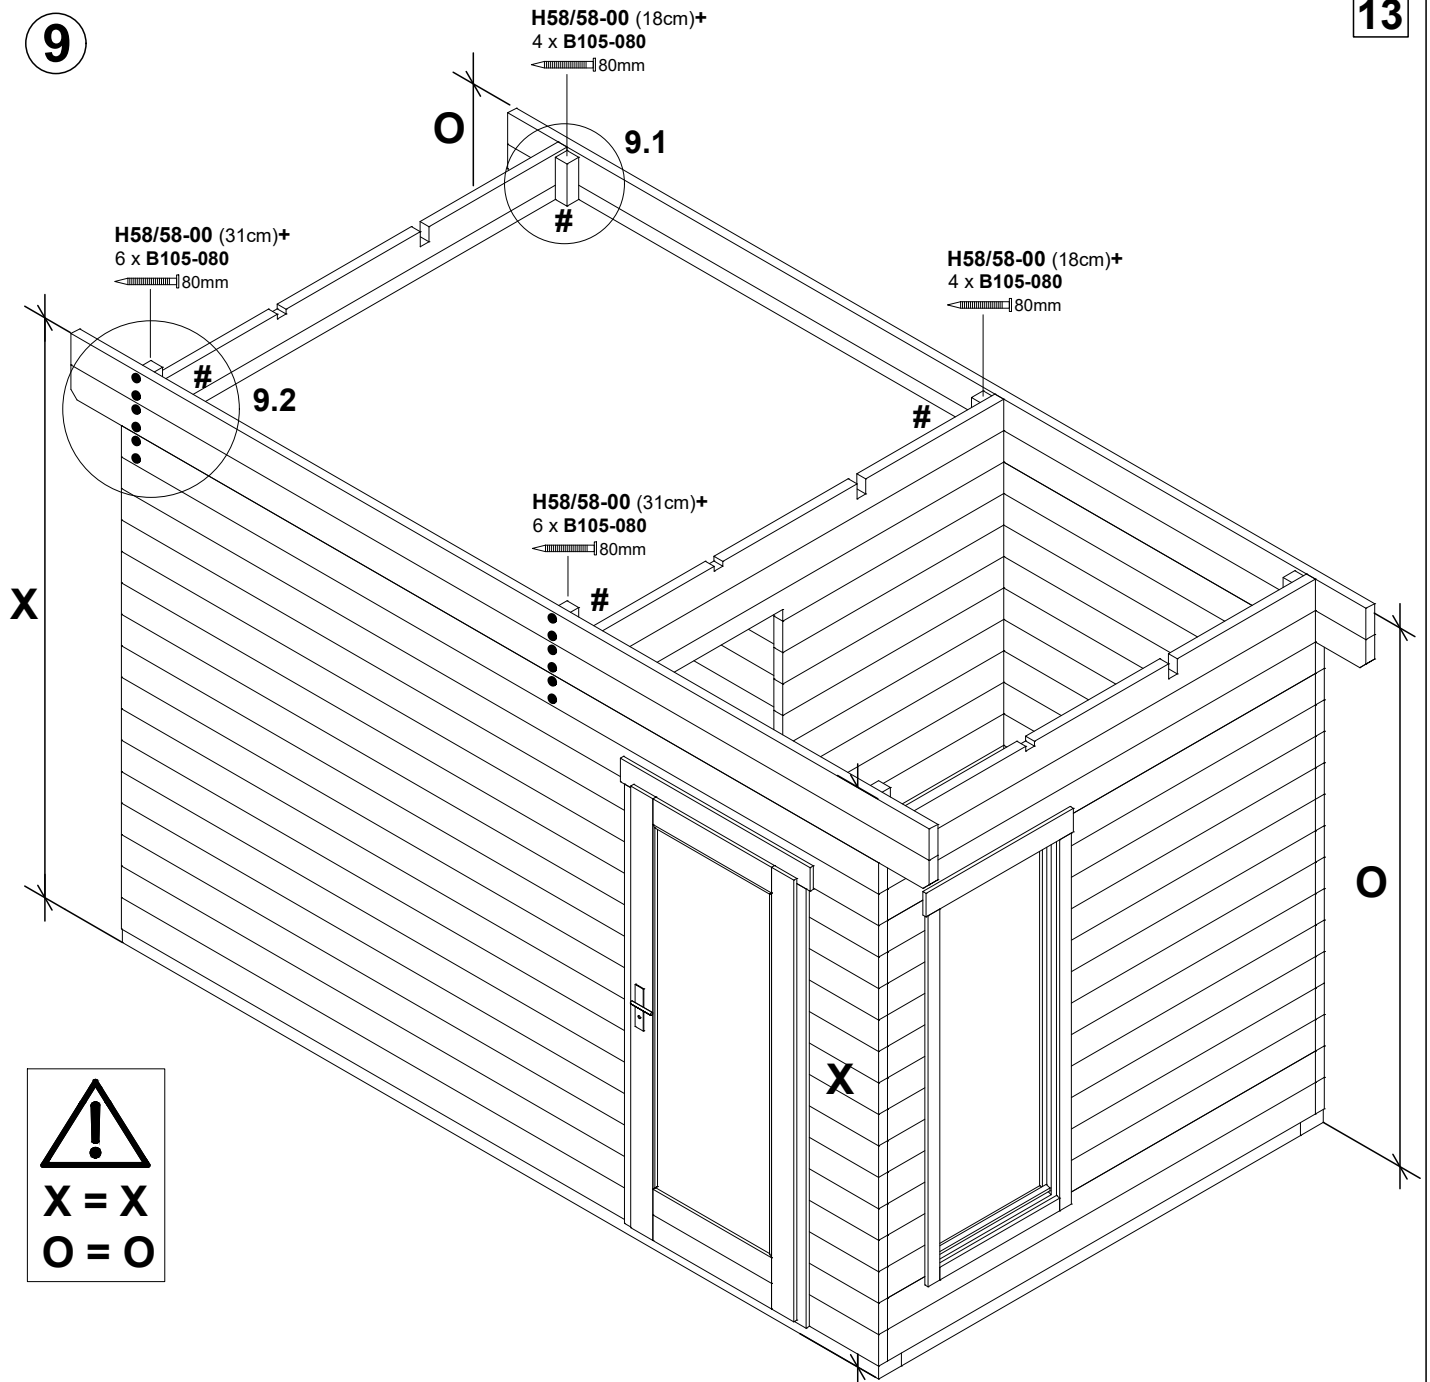 9
13
H58/58-00 (18cm)+
4 x B105-080
80mm
O
9.1
#
H58/58-00 (31cm)+
6 x B105-080
80mm
#
9.2
H58/58-00 (18cm)+
4 x B105-080
80mm
#
H58/58-00 (31cm)+
6 x B105-080
80mm
#
X
O
X
!
X = X
O = O